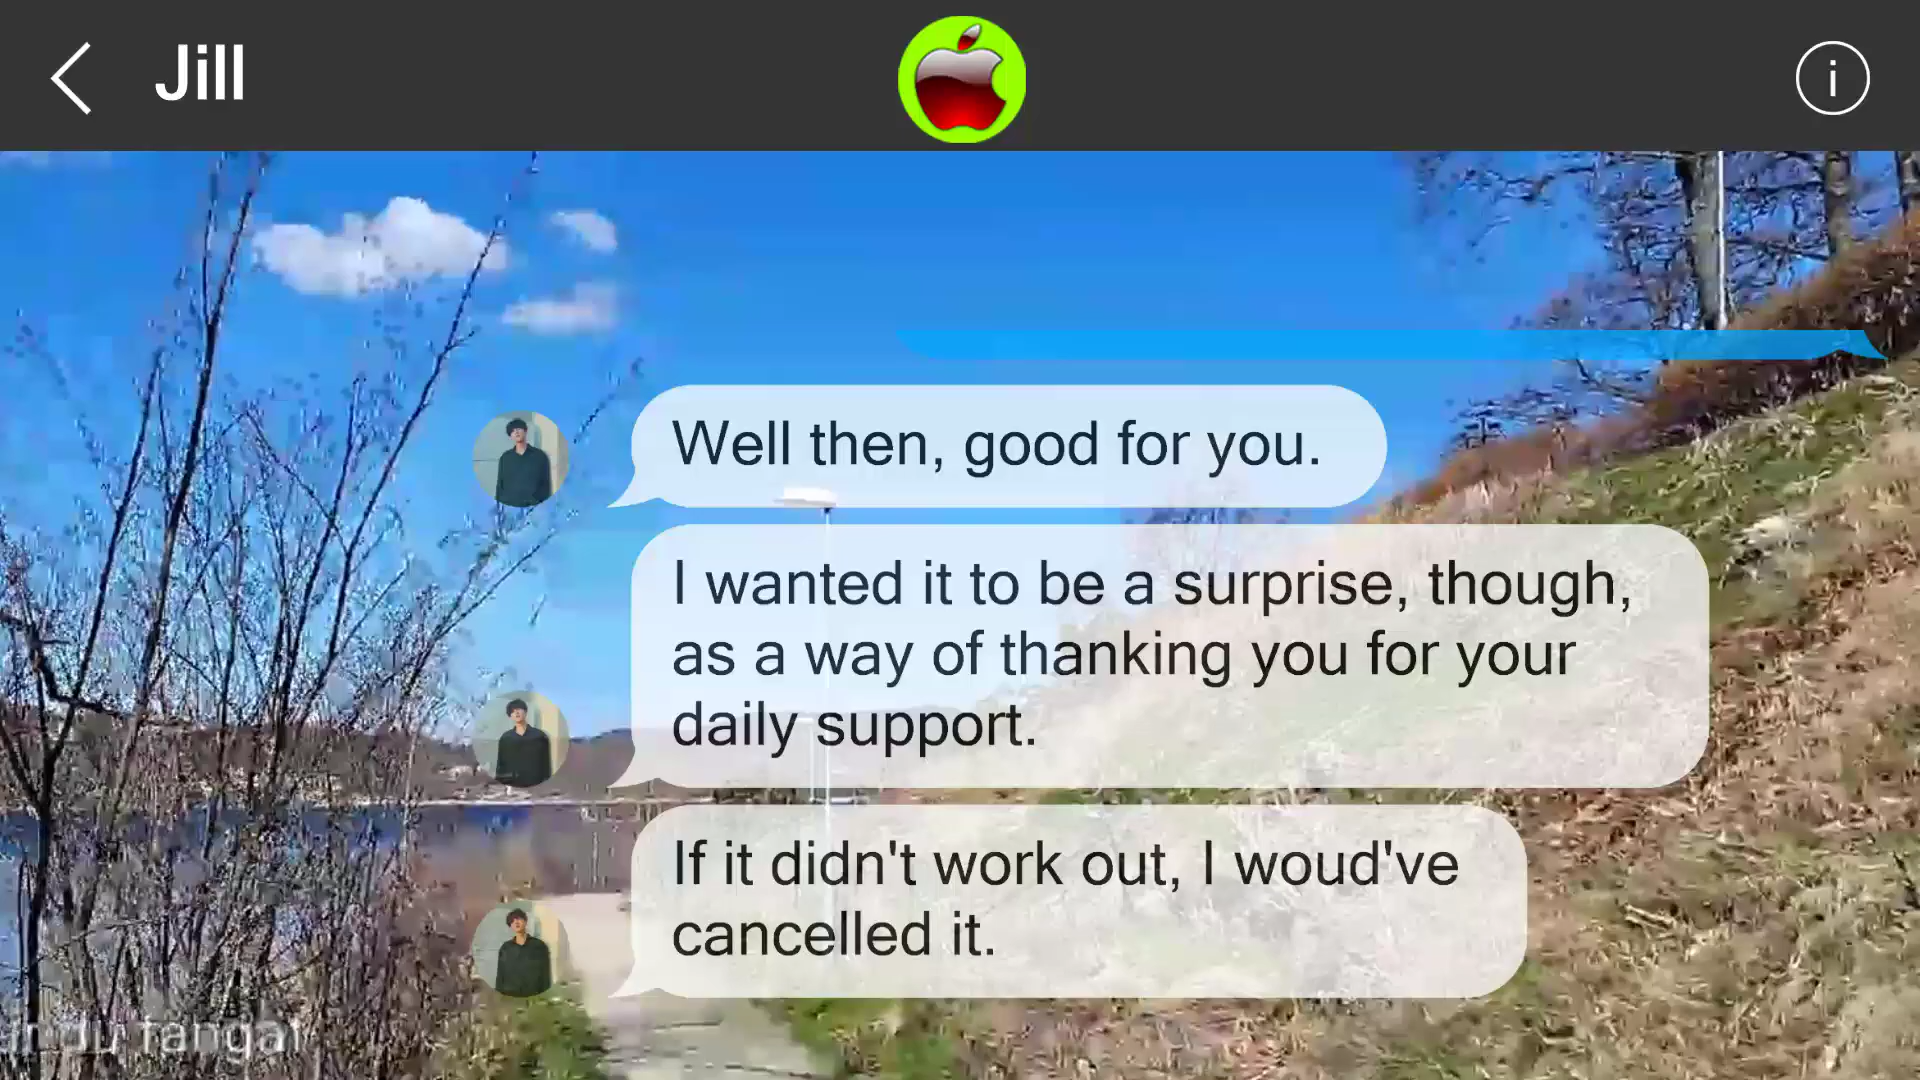 Jill
i
Well then, good for you.
I wanted it to be a surprise, though,
as a way of thanking you for your
daily support.
If it didn't work out, I woud've
cancelled it.